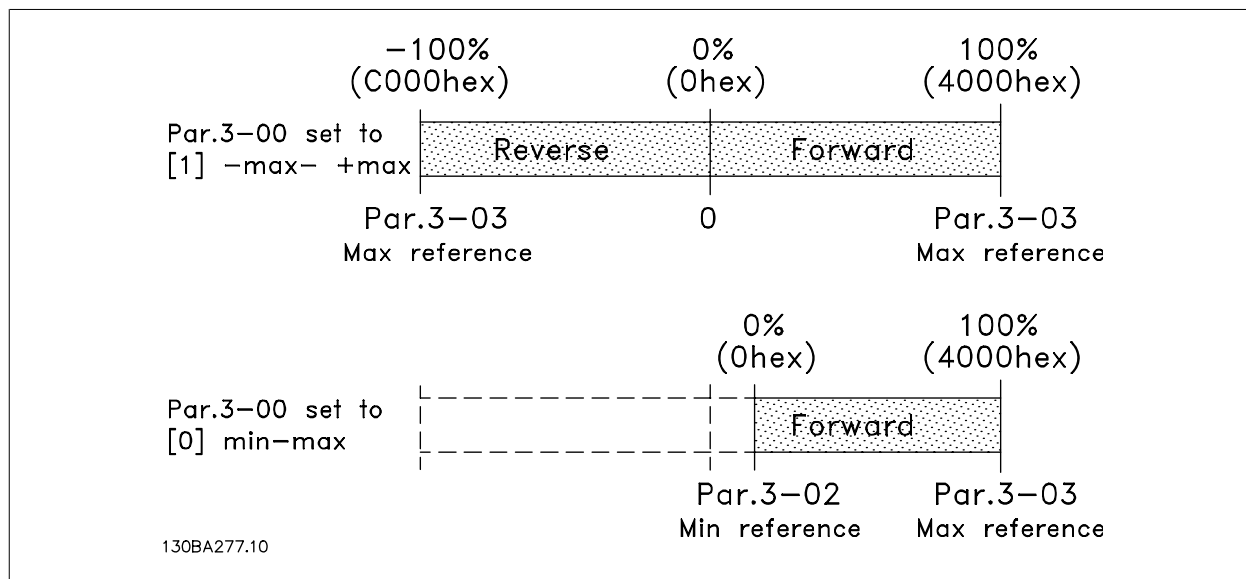 -100% 0% 100%
(C000hex) (0hex) (4000hex)
Par.3-00 set to
[1] -max- +max
Reverse Forward
Par.3-03 0 Par.3-03
Max reference Max reference
0% 100%
(0hex) (4000hex)
Par.3-00 set to
[0] min-max
Forward
Par.3-02 Par.3-03
Min reference Max reference
130BA277.10